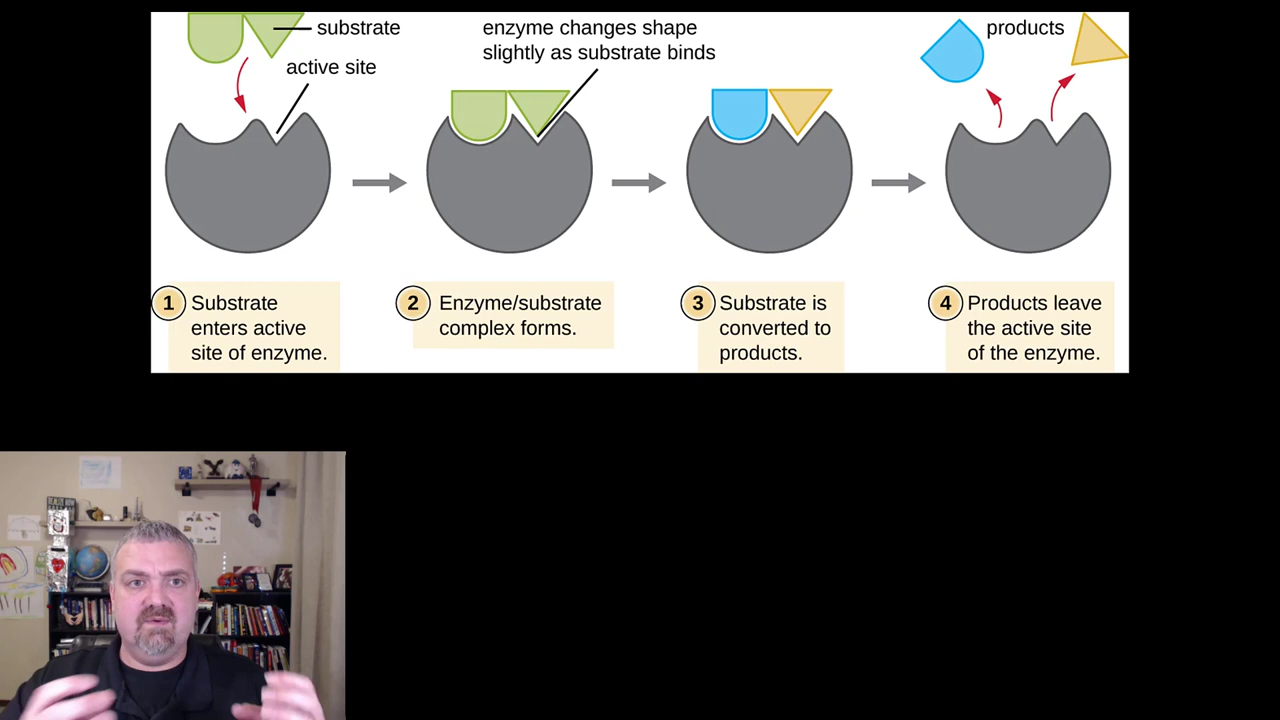 substrate
active site
enzyme changes shape
slightly as substrate binds
products
1 Substrate
enters active
site of enzyme.
2 Enzyme/substrate
complex forms.
3 Substrate is
converted to
products.
4 Products leave
the active site
of the enzyme.